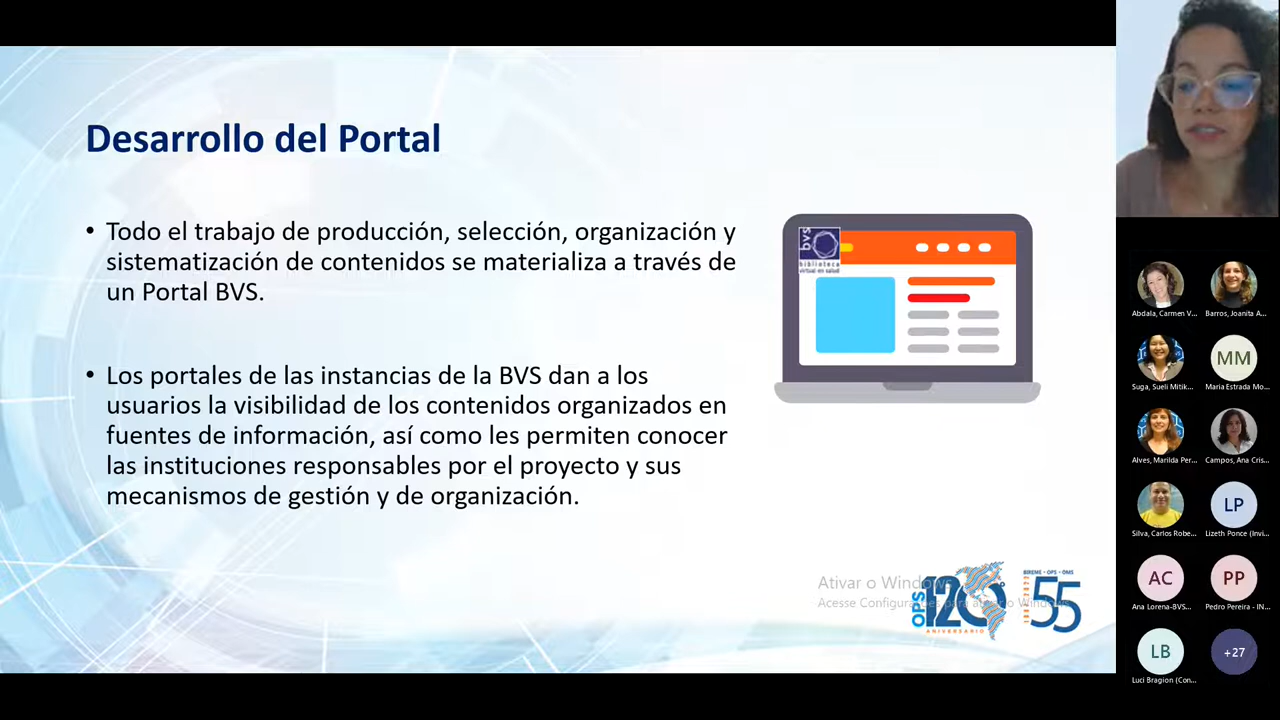 Desarrollo del Portal
• Todo el trabajo de producción, selección, organización y
sistematización de contenidos se materializa a través de
un Portal BVS.
• Los portales de las instancias de la BVS dan a los
usuarios la visibilidad de los contenidos organizados en
fuentes de información, así como les permiten conocer
las instituciones responsables por el proyecto y sus
mecanismos de gestión y de organización.
bvs
biblioteca
virtual en salud
Ativar o Windows
Acesse Configurações para ativar o Windows.
OPS 120
ANIVERSARIO
BIREME • OPS • OMS
55
Abdala, Carmen V...
Barros, Joanita A...
Suga, Sueli Mitik...
MM
Maria Estrada Mo...
Alves, Marilda Per...
Campos, Ana Cris...
Silva, Carlos Robe...
LP
Lizeth Ponce (Invi...
AC
Ana Lorena-BVS...
PP
Pedro Pereira - IN...
LB
Luci Bragion (Con...
+27